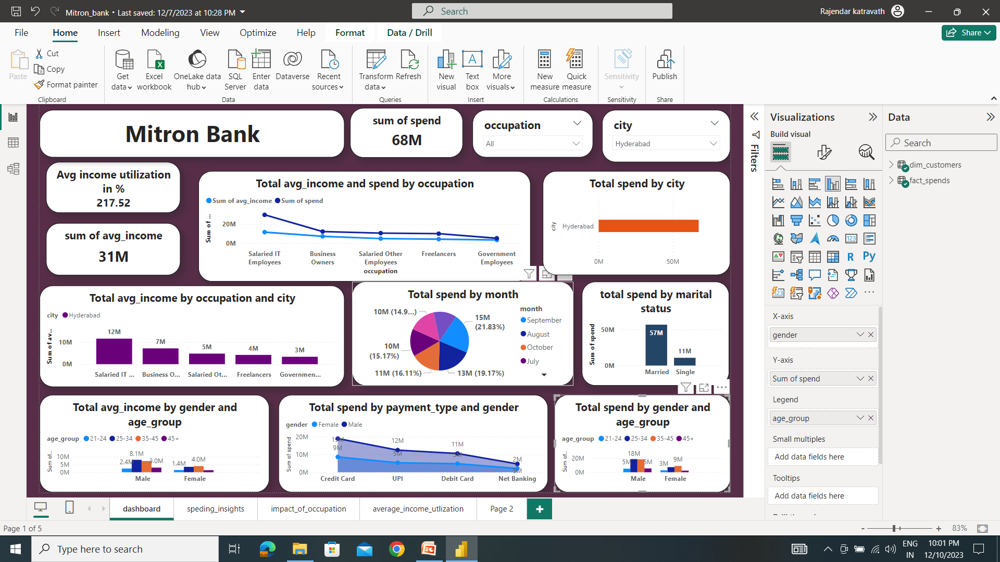 Mitron_bank • Last saved: 12/7/2023 at 10:28 PM
Search
Rajendar katravath
File Home Insert Modeling View Optimize Help Format Data / Drill
Share
Paste
Cut
Copy
Format painter
Clipboard
Get data
Excel workbook
OneLake data hub
SQL Server
Enter data
Dataverse
Recent sources
Data
Transform data
Refresh
Queries
New visual
Text box
More visuals
Insert
New measure
Quick measure
Calculations
Sensitivity
Sensitivity
Publish
Share
Mitron Bank
sum of spend
68M
occupation
All
city
Hyderabad
Avg income utilization
in %
217.52
sum of avg_income
31M
Total avg_income and spend by occupation
Sum of avg_income Sum of spend
Sum of ...
20M
0M
Salaried IT Employees
Business Owners
Salaried Other Employees
Freelancers
Government Employees
occupation
Total spend by city
city
Hyderabad
0M 50M
Total avg_income by occupation and city
city Hyderabad
Sum of av...
10M
0M
12M 7M 5M 4M 3M
Salaried IT ... Business O... Salaried Ot... Freelancers Governmen...
Total spend by month
10M (14.9...)
15M
(21.83%)
10M
(15.17%)
11M (16.11%)
13M (19.17%)
month
September
August
October
July
total spend by marital
status
Sum of spend
50M
0M
57M
11M
Married Single
Total avg_income by gender and
age_group
age_group 21-24 25-34 35-45 45+
Sum of...
10M
5M
0M
2.4M 8.1M 3.0M 1.4M 4.0M
Male Female
Total spend by payment_type and gender
gender Female Male
Sum of spend
20M
10M
0M
19M
9M
12M
5M
11M
2M
Credit Card UPI Debit Card Net Banking
Total spend by gender and
age_group
age_group 21-24 25-34 35-45 45+
Sum of...
20M
0M
18M
3M 9M
Male Female
Filters
Visualizations
Build visual
123
R
Py
123
X-axis
gender
Y-axis
Sum of spend
Legend
age_group
Small multiples
Add data fields here
Tooltips
Add data fields here
Data
Search
dim_customers
fact_spends
dashboard speding_insights impact_of_occupation average_income_utlization Page 2
Page 1 of 5
- + 83%
Type here to search
ENG
IN
10:01 PM
12/10/2023